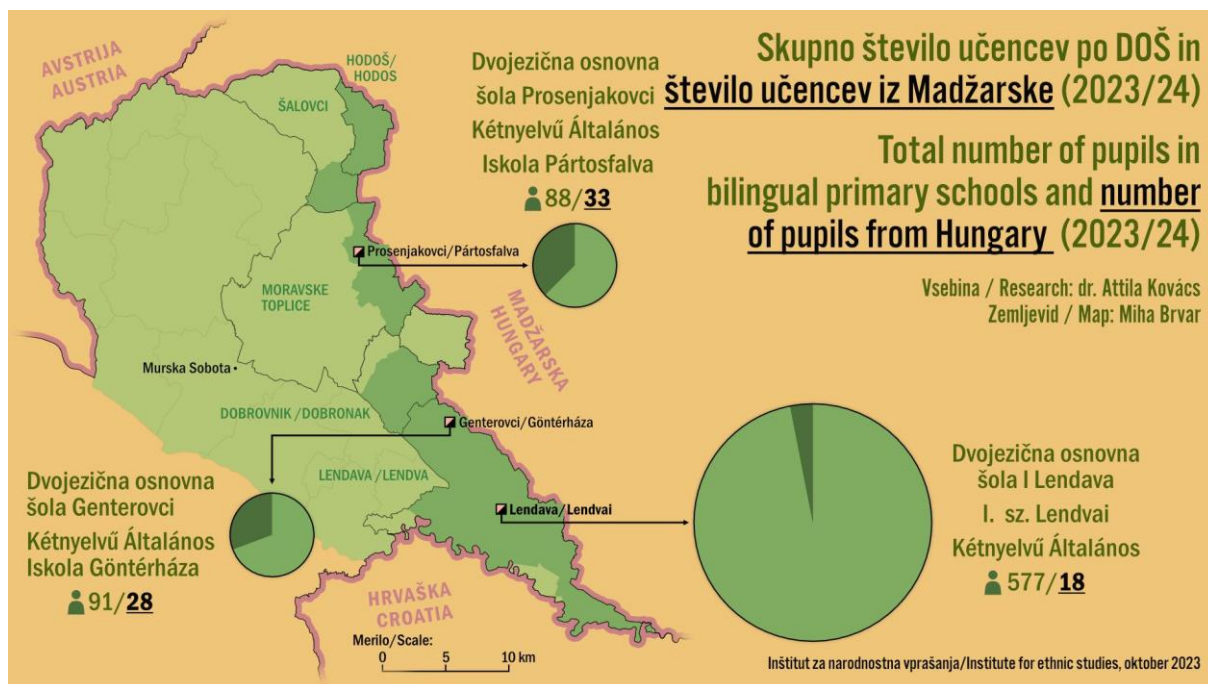 Skupno število učencev po DOŠ in
število učencev iz Madžarske (2023/24)
Total number of pupils in
bilingual primary schools and number
of pupils from Hungary (2023/24)
Vsebina / Research: dr. Attila Kovács
Zemljevid / Map: Miha Brvar
AVSTRIJA
AUSTRIA
HODOŠ/
HODOS
ŠALOVCI
Dvojezična osnovna
šola Prosenjakovci
Kétnyelvű Általános
Iskola Pártosfalva
88/33
Prosenjakovci/Pártosfalva
MORAVSKE
TOPLICE
MADŽARSKA
HUNGARY
Murska Sobota
DOBROVNIK /DOBRONAK
Genterovci/Göntérháza
LENDAVA /LENDVA
Lendava/Lendvai
Dvojezična osnovna
šola Genterovci
Kétnyelvű Általános
Iskola Göntérháza
91/28
Dvojezična osnovna
šola I Lendava
I. sz. Lendvai
Kétnyelvű Általános
577/18
HRVAŠKA
CROATIA
Merilo/Scale:
0 5 10 km
Inštitut za narodnostna vprašanja/Institute for ethnic studies, oktober 2023